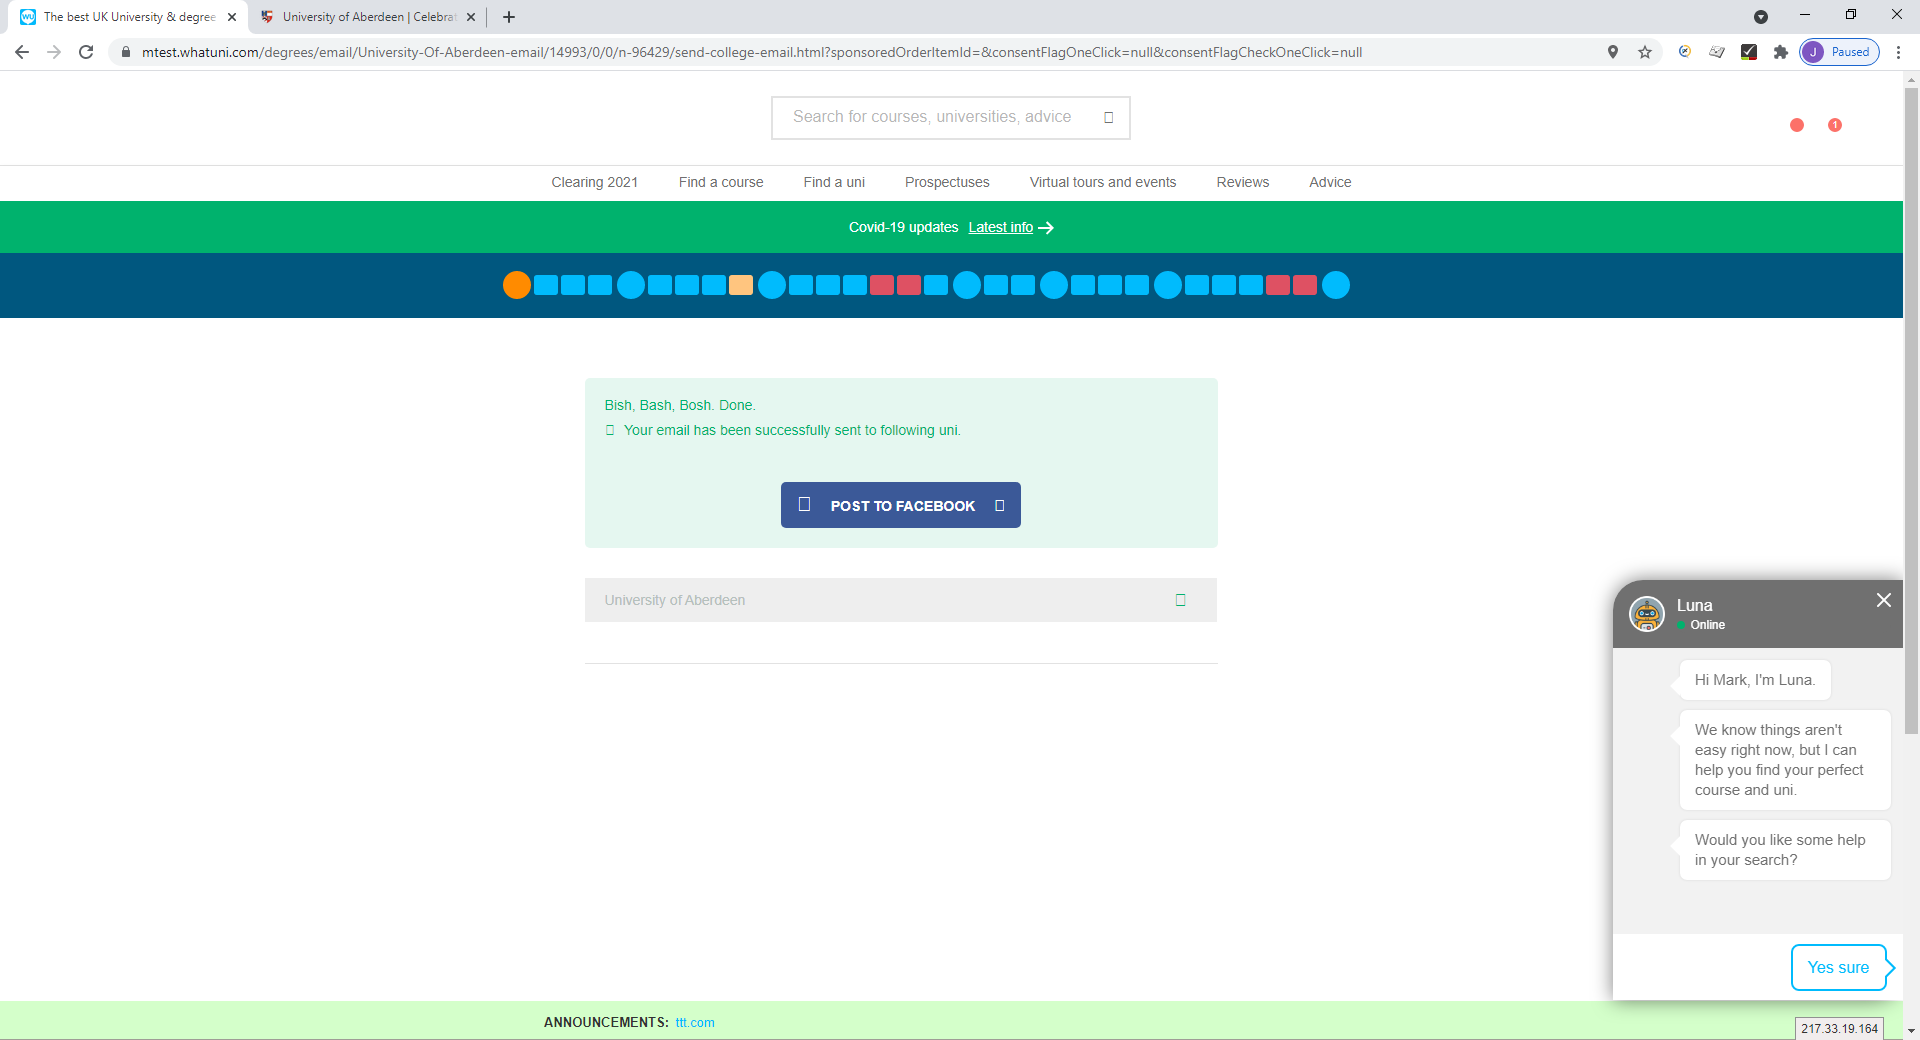 The best UK University & degree
University of Aberdeen | Celebrat
mtest.whatuni.com/degrees/email/University-Of-Aberdeen-email/14993/0/0/n-96429/send-college-email.html?sponsoredOrderItemId=&consentFlagOneClick=null&consentFlagCheckOneClick=null
J Paused
Search for courses, universities, advice
1
Clearing 2021 Find a course Find a uni Prospectuses Virtual tours and events Reviews Advice
Covid-19 updates Latest info
Bish, Bash, Bosh. Done.
Your email has been successfully sent to following uni.
POST TO FACEBOOK
University of Aberdeen
Luna
Online
Hi Mark, I'm Luna.
We know things aren't
easy right now, but I can
help you find your perfect
course and uni.
Would you like some help
in your search?
Yes sure
ANNOUNCEMENTS: ttt.com
217.33.19.164